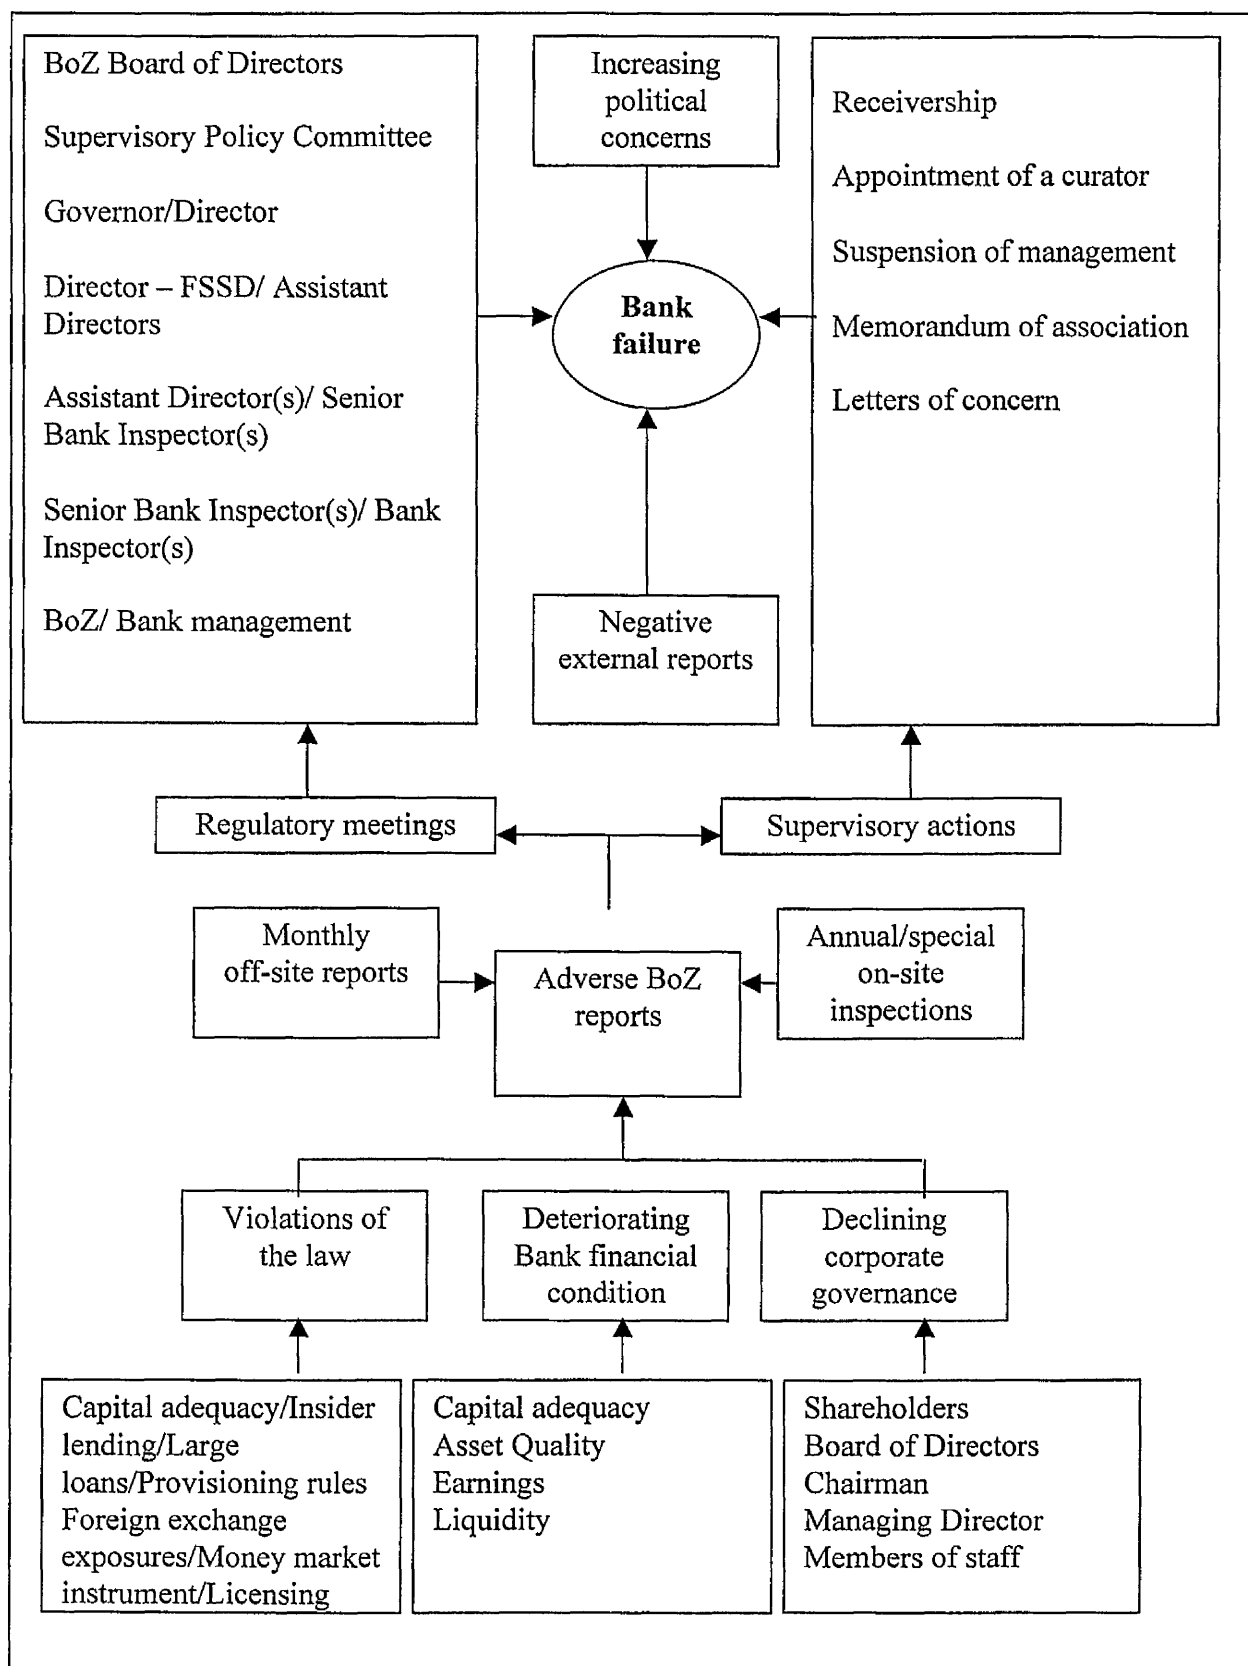 BoZ Board of Directors
Supervisory Policy Committee
Governor/Director
Director – FSSD/ Assistant
Directors
Assistant Director(s)/ Senior
Bank Inspector(s)
Senior Bank Inspector(s)/ Bank
Inspector(s)
BoZ/ Bank management
Increasing
political
concerns
Bank
failure
Negative
external reports
Receivership
Appointment of a curator
Suspension of management
Memorandum of association
Letters of concern
Regulatory meetings
Supervisory actions
Monthly
off-site reports
Adverse BoZ
reports
Annual/special
on-site
inspections
Violations of
the law
Deteriorating
Bank financial
condition
Declining
corporate
governance
Capital adequacy/Insider
lending/Large
loans/Provisioning rules
Foreign exchange
exposures/Money market
instrument/Licensing
Capital adequacy
Asset Quality
Earnings
Liquidity
Shareholders
Board of Directors
Chairman
Managing Director
Members of staff